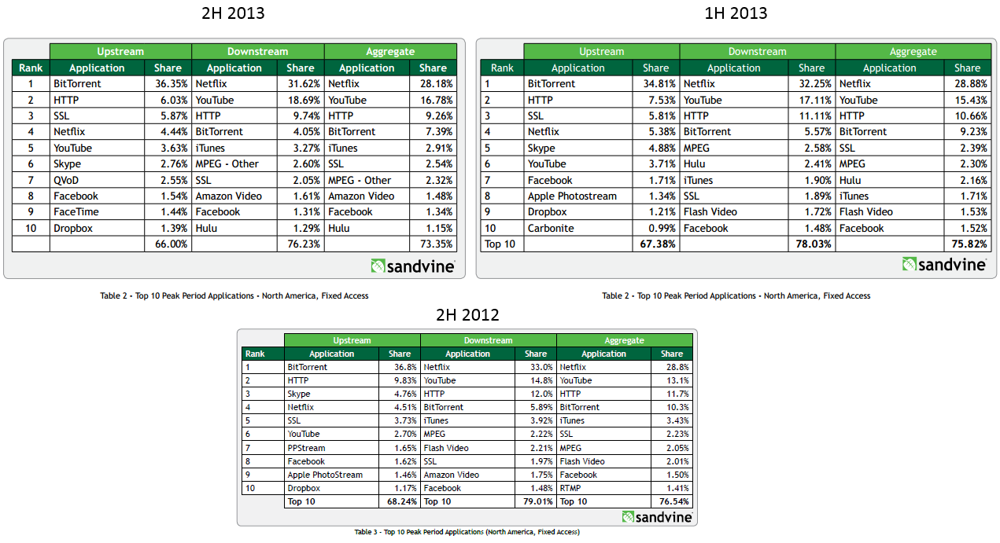 2H 2013
Upstream Downstream Aggregate
Rank Application Share Application Share Application Share
1 BitTorrent 36.35% Netflix 31.62% Netflix 28.18%
2 HTTP 6.03% YouTube 18.69% YouTube 16.78%
3 SSL 5.87% HTTP 9.74% HTTP 9.26%
4 Netflix 4.44% BitTorrent 4.05% BitTorrent 7.39%
5 YouTube 3.63% iTunes 3.27% iTunes 2.91%
6 Skype 2.76% MPEG - Other 2.60% SSL 2.54%
7 QVoD 2.55% SSL 2.05% MPEG - Other 2.32%
8 Facebook 1.54% Amazon Video 1.61% Amazon Video 1.48%
9 FaceTime 1.44% Facebook 1.31% Facebook 1.34%
10 Dropbox 1.39% Hulu 1.29% Hulu 1.15%
66.00% 76.23% 73.35%
sandvine
Table 2 - Top 10 Peak Period Applications - North America, Fixed Access
1H 2013
Upstream Downstream Aggregate
Rank Application Share Application Share Application Share
1 BitTorrent 34.81% Netflix 32.25% Netflix 28.88%
2 HTTP 7.53% YouTube 17.11% YouTube 15.43%
3 SSL 5.81% HTTP 11.11% HTTP 10.66%
4 Netflix 5.38% BitTorrent 5.57% BitTorrent 9.23%
5 Skype 4.88% MPEG 2.58% SSL 2.39%
6 YouTube 3.71% Hulu 2.41% MPEG 2.30%
7 Facebook 1.71% iTunes 1.90% Hulu 2.16%
8 Apple Photostream 1.34% SSL 1.89% iTunes 1.71%
9 Dropbox 1.21% Flash Video 1.72% Flash Video 1.53%
10 Carbonite 0.99% Facebook 1.48% Facebook 1.52%
Top 10 67.38% 78.03% 75.82%
sandvine
Table 2 - Top 10 Peak Period Applications - North America, Fixed Access
2H 2012
Upstream Downstream Aggregate
Rank Application Share Application Share Application Share
1 BitTorrent 36.8% Netflix 33.0% Netflix 28.8%
2 HTTP 9.83% YouTube 14.8% YouTube 13.1%
3 Skype 4.76% HTTP 12.0% HTTP 11.7%
4 Netflix 4.51% BitTorrent 5.89% BitTorrent 10.3%
5 SSL 3.73% iTunes 3.92% iTunes 3.43%
6 YouTube 2.70% MPEG 2.22% SSL 2.23%
7 PPStream 1.65% Flash Video 2.21% MPEG 2.05%
8 Facebook 1.62% SSL 1.97% Flash Video 2.01%
9 Apple PhotoStream 1.46% Amazon Video 1.75% Facebook 1.50%
10 Dropbox 1.17% Facebook 1.48% RTMP 1.41%
Top 10 68.24% Top 10 79.01% Top 10 76.54%
sandvine
Table 3 - Top 10 Peak Period Applications (North America, Fixed Access)